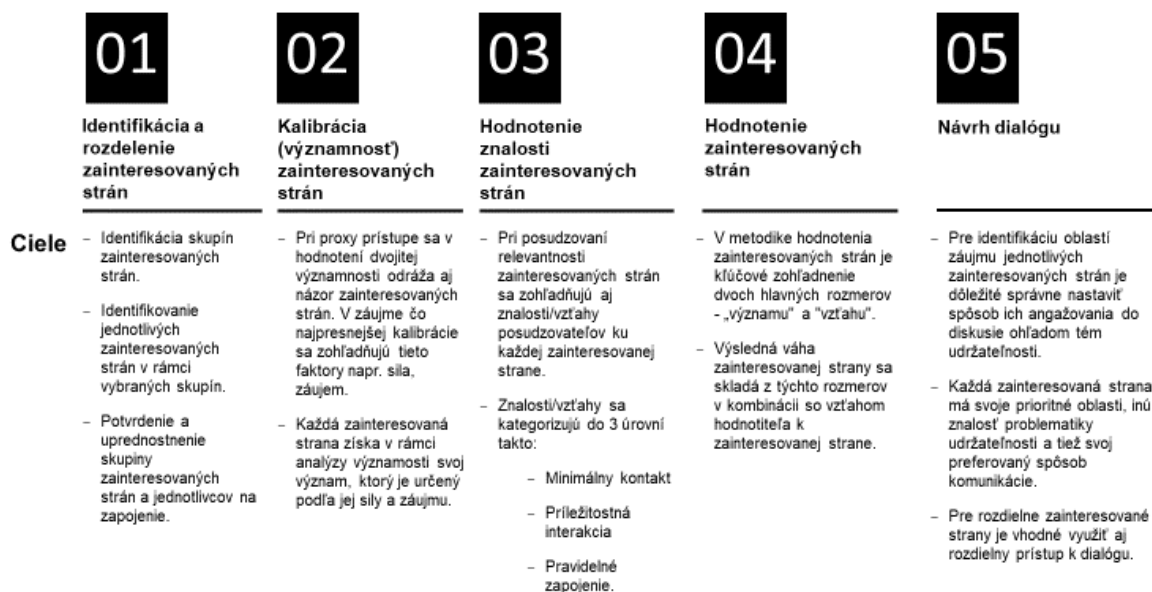 01
Identifikácia a
rozdelenie
zainteresovaných
strán
– Identifikácia skupín
zainteresovaných
strán.
– Identifikovanie
jednotlivých
zainteresovaných
strán v rámci
vybraných skupín.
– Potvrdenie a
uprednostnenie
skupiny
zainteresovaných
strán a jednotlivcov na
zapojenie.
02
Kalibrácia
(významnosť)
zainteresovaných
strán
– Pri proxy prístupe sa v
hodnotení dvojitej
významnosti odráža aj
názor zainteresovaných
strán. V záujme čo
najpresnejšej kalibrácie
sa zohľadňujú tieto
faktory napr. sila,
záujem.
– Každá zainteresovaná
strana získa v rámci
analýzy významosti svoj
význam, ktorý je určený
podľa jej sily a záujmu.
03
Hodnotenie
znalosti
zainteresovaných
strán
– Pri posudzovaní
relevantnosti
zainteresovaných strán
sa zohľadňujú aj
znalosti/vzťahy
posudzovateľov ku
každej zainteresovanej
strane.
– Znalosti/vzťahy sa
kategorizujú do 3 úrovní
takto:
– Minimálny kontakt
– Príležitostná
interakcia
– Pravidelné
zapojenie.
04
Hodnotenie
zainteresovaných
strán
– V metodike hodnotenia
zainteresovaných strán je
kľúčové zohľadnenie
dvoch hlavných rozmerov
- „významu" a "vzťahu".
– Výsledná váha
zainteresovanej strany sa
skladá z týchto rozmerov
v kombinácii so vzťahom
hodnotiteľa k
zainteresovanej strane.
05
Návrh dialógu
– Pre identifikáciu oblastí
záujmu jednotlivých
zainteresovaných strán je
dôležité správne nastaviť
spôsob ich angažovania do
diskusie ohľadom tém
udržateľnosti.
– Každá zainteresovaná strana
má svoje prioritné oblasti, inú
znalosť problematiky
udržateľnosti a tiež svoj
preferovaný spôsob
komunikácie.
– Pre rozdielne zainteresované
strany je vhodné využiť aj
rozdielny prístup k dialógu.
Ciele